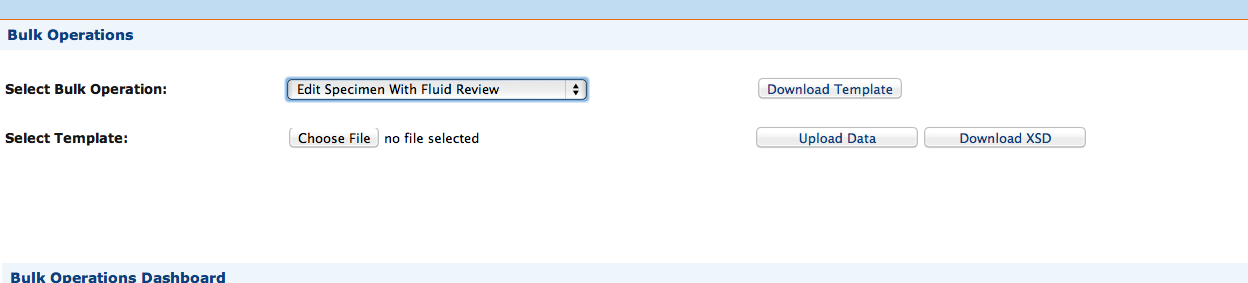 Bulk Operations
Select Bulk Operation: Edit Specimen With Fluid Review Download Template
Select Template: Choose File no file selected Upload Data Download XSD
Bulk Operations Dashboard